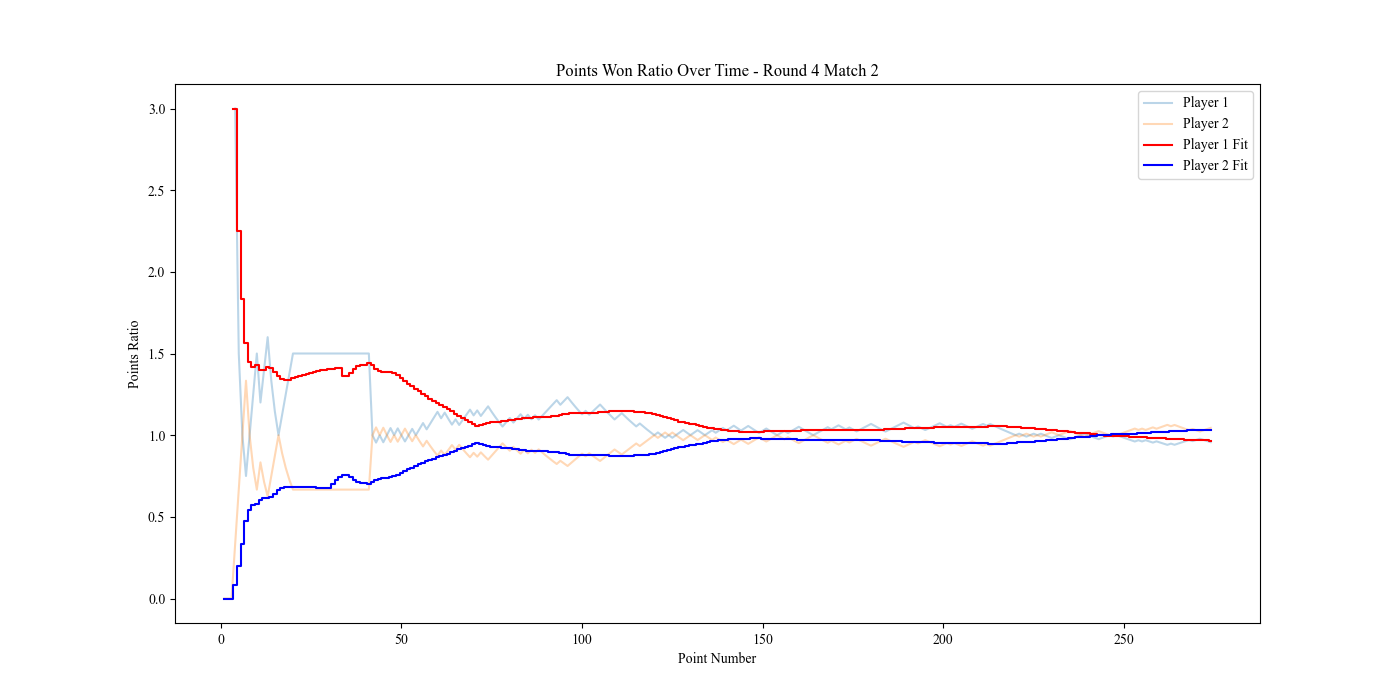 Points Won Ratio Over Time - Round 4 Match 2
Player 1
Player 2
Player 1 Fit
Player 2 Fit
Points Ratio
3.0
2.5
2.0
1.5
1.0
0.5
0.0
0
50
100
150
200
250
Point Number